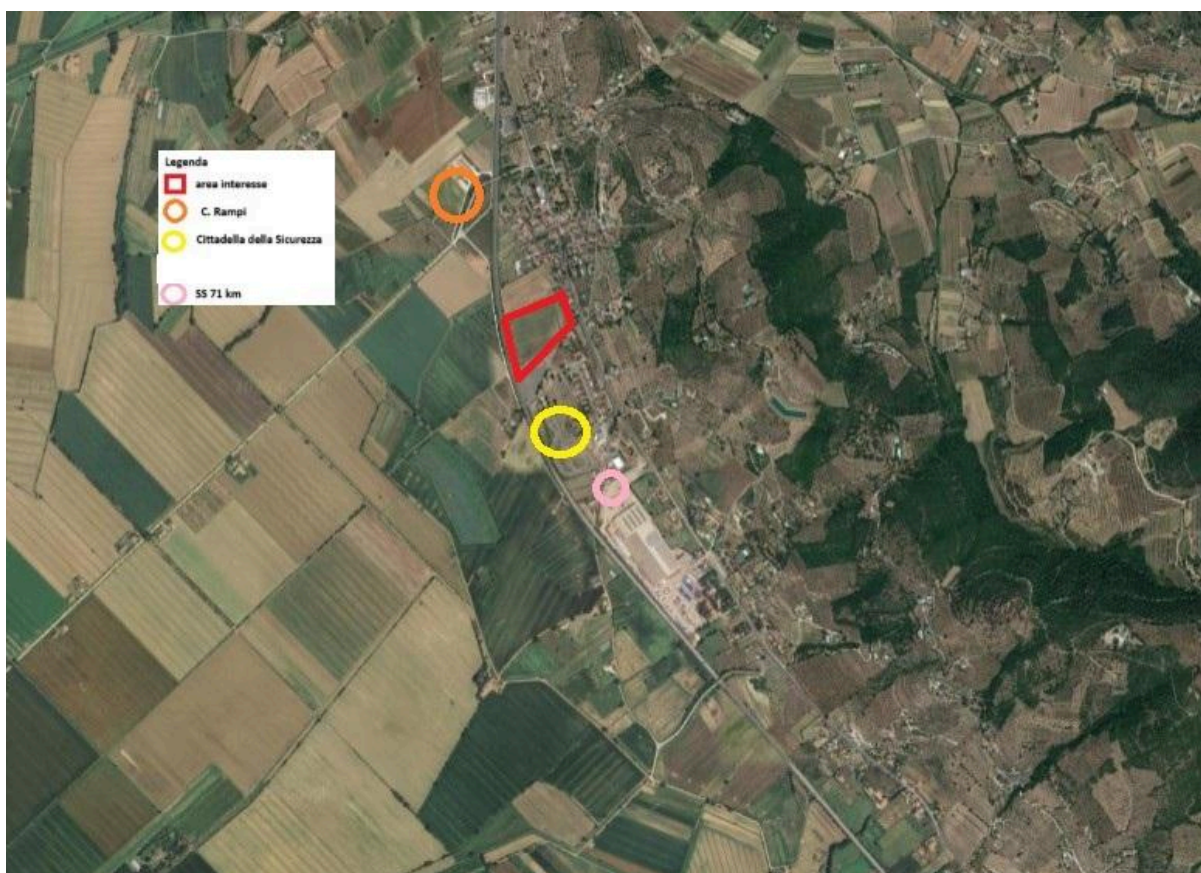 Legenda
area interesse
C. Rampi
Cittadella della Sicurezza
SS 71 km